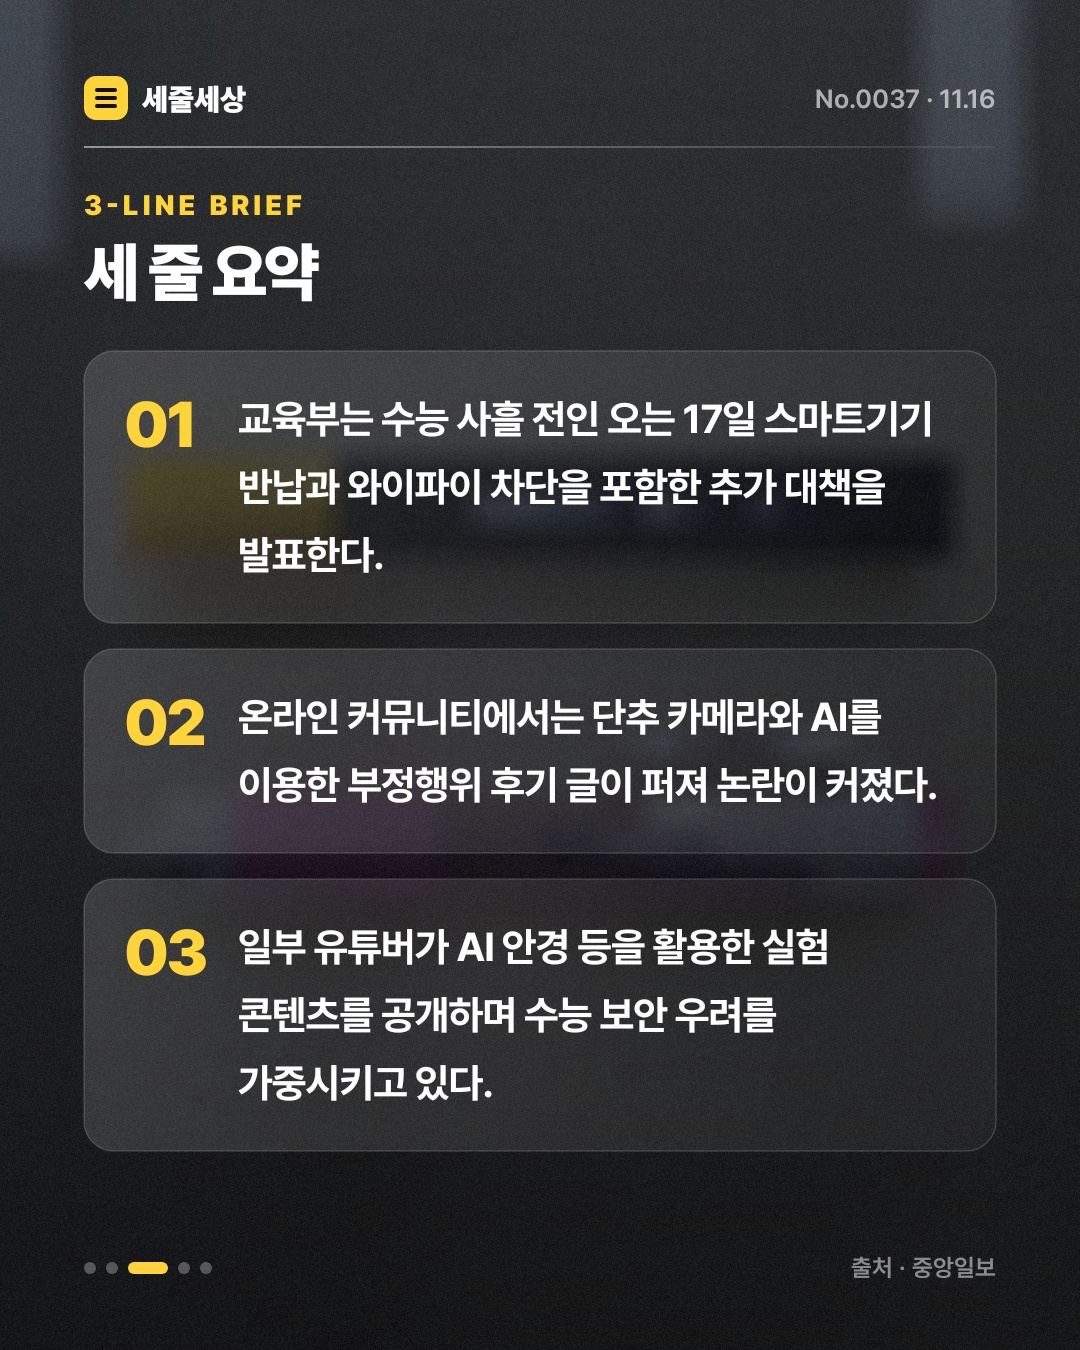 세줄세상
No.0037 · 11.16
3-LINE BRIEF
세 줄 요약
01
교육부는 수능 사흘 전인 오는 17일 스마트기기
반납과 와이파이 차단을 포함한 추가 대책을
발표한다.
02
온라인 커뮤니티에서는 단추 카메라와 AI를
이용한 부정행위 후기 글이 퍼져 논란이 커졌다.
03
일부 유튜버가 AI 안경 등을 활용한 실험
콘텐츠를 공개하며 수능 보안 우려를
가중시키고 있다.
출처 · 중앙일보